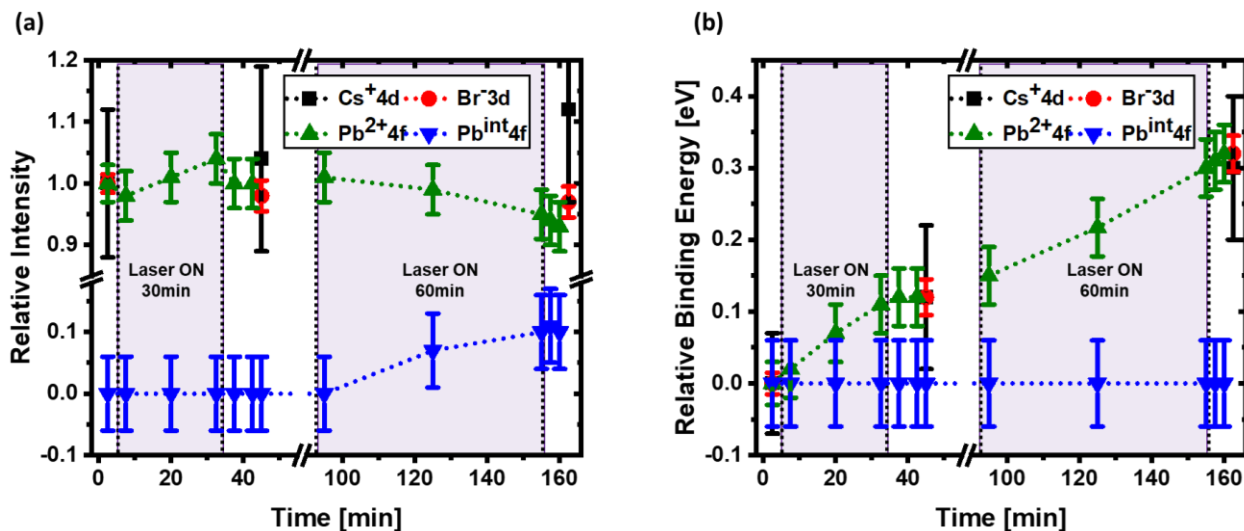 (a)
Relative Intensity
1.2
1.1
1.0
0.9
0.1
0.0
-0.1
Cs⁺4d
Br⁻3d
Pb²⁺4f
Pbⁱⁿᵗ4f
Laser ON
30min
Laser ON
60min
0 20 40 100 120 140 160
Time [min]
(b)
Relative Binding Energy [eV]
0.4
0.3
0.2
0.1
0.0
-0.1
Cs⁺4d
Br⁻3d
Pb²⁺4f
Pbⁱⁿᵗ4f
Laser ON
30min
Laser ON
60min
0 20 40 100 120 140 160
Time [min]